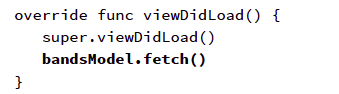 override func viewDidLoad() {
    super.viewDidLoad()
    bandsModel.fetch()
}